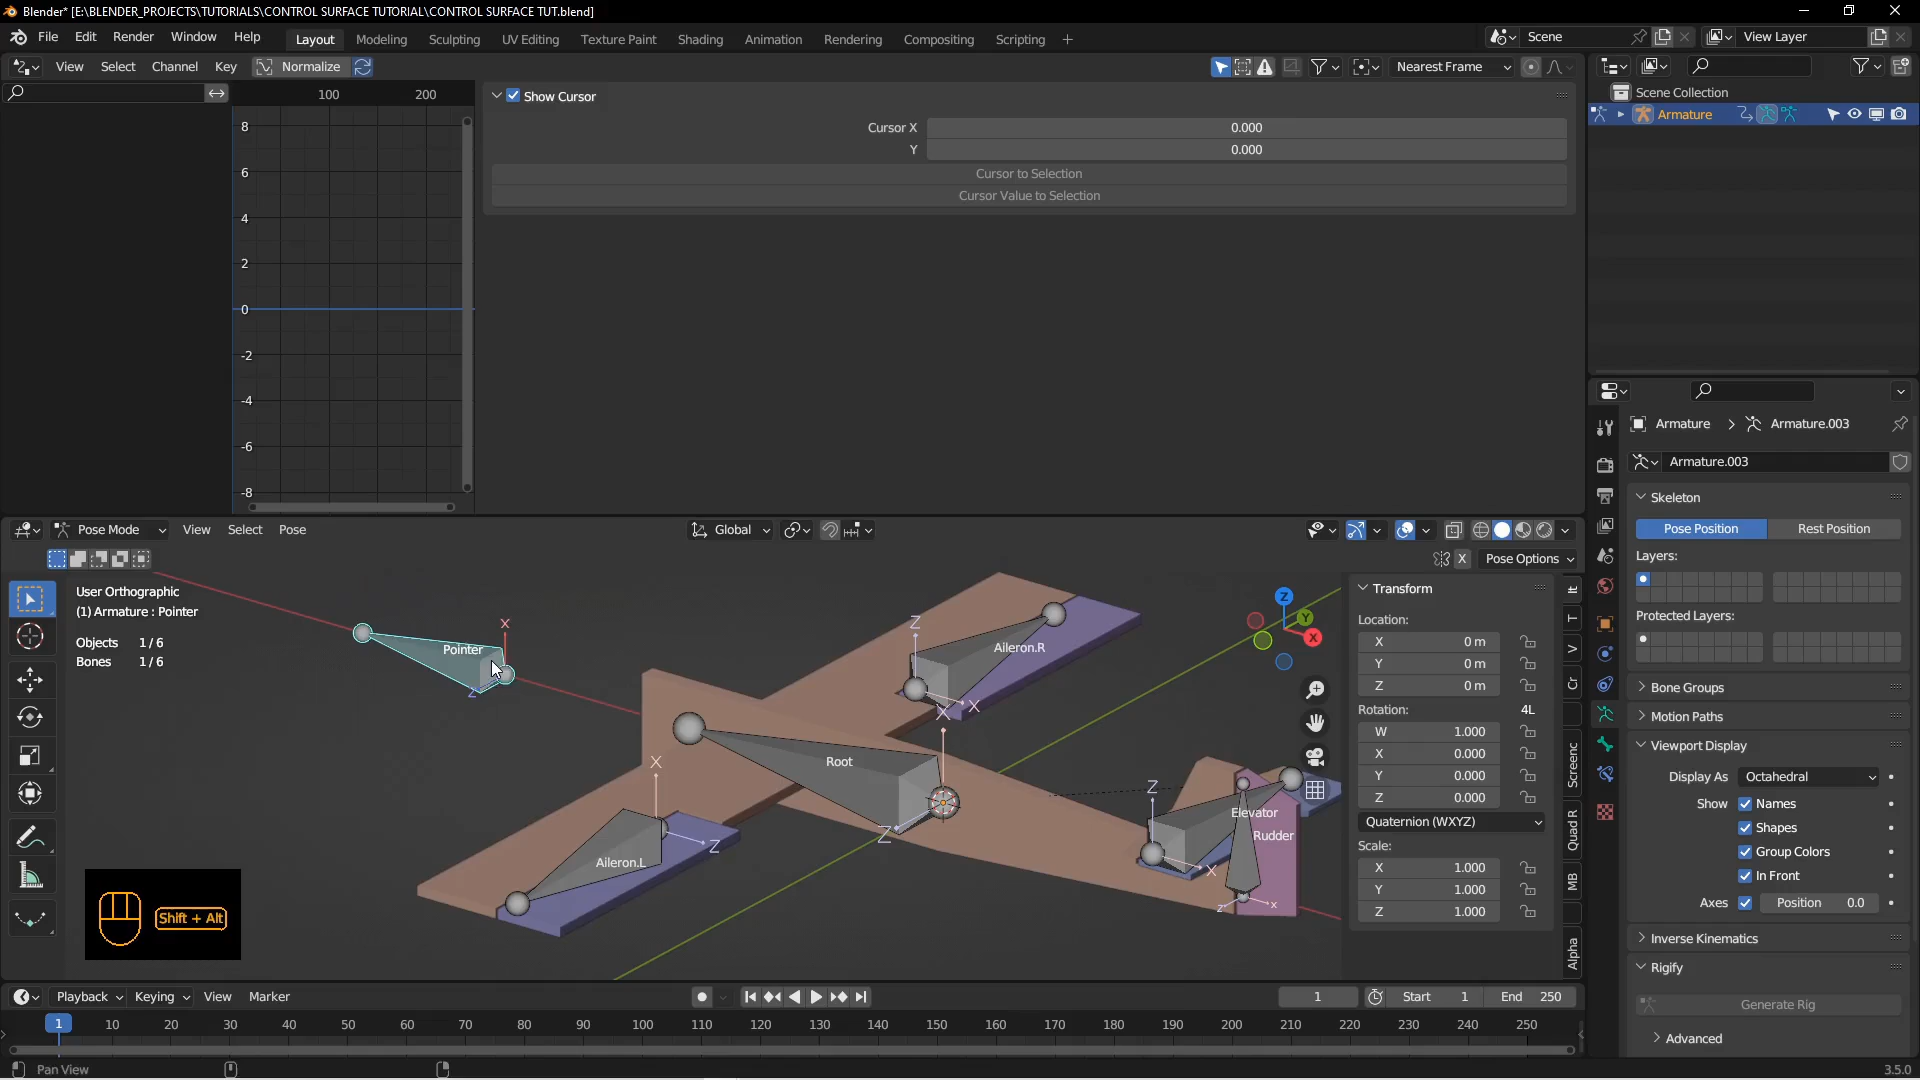 Blender* [E:\BLENDER_PROJECTS\TUTORIALS\CONTROL SURFACE TUTORIAL\CONTROL SURFACE TUT.blend]
File Edit Render Window Help Layout Modeling Sculpting UV Editing Texture Paint Shading Animation Rendering Compositing Scripting + Scene View Layer
View Select Channel Key Normalize Nearest Frame
100 200
8
6
4
2
0
-2
-4
-6
-8
Show Cursor
Cursor X 0.000
Y 0.000
Cursor to Selection
Cursor Value to Selection
Scene Collection
Armature
Armature > Armature.003
Armature.003
Skeleton
Pose Position Rest Position
Layers:
Protected Layers:
Bone Groups
Motion Paths
Viewport Display
Display As Octahedral
Show Names
Shapes
Group Colors
In Front
Axes Position 0.0
Inverse Kinematics
Rigify
Generate Rig
Advanced
Pose Mode View Select Pose Global
X Pose Options
User Orthographic
(1) Armature : Pointer
Objects 1/6
Bones 1/6
Pointer
X
Z
Aileron.R
Z
X
Root
X
Z
Aileron.L
X
Z
Elevator
Z
X
Rudder
z
x
Z
Y
X
Shift + Alt
Transform
Location:
X 0 m
Y 0 m
Z 0 m
Rotation: 4L
W 1.000
X 0.000
Y 0.000
Z 0.000
Quaternion (WXYZ)
Scale:
X 1.000
Y 1.000
Z 1.000
It
T
V
Cr
Screenc
Quad R
MB
Alpha
Playback Keying View Marker 1 Start 1 End 250
1 10 20 30 40 50 60 70 80 90 100 110 120 130 140 150 160 170 180 190 200 210 220 230 240 250
Pan View 3.5.0